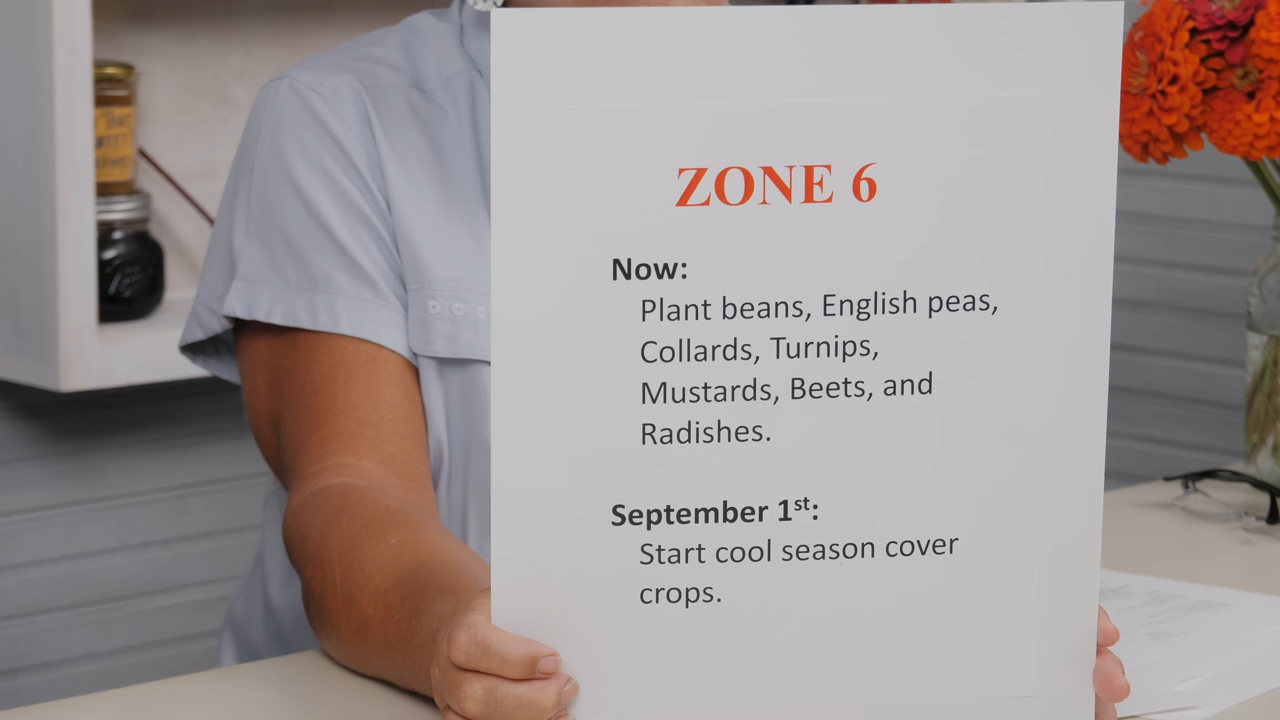 ZONE 6
Now:
Plant beans, English peas,
Collards, Turnips,
Mustards, Beets, and
Radishes.
September 1st:
Start cool season cover
crops.